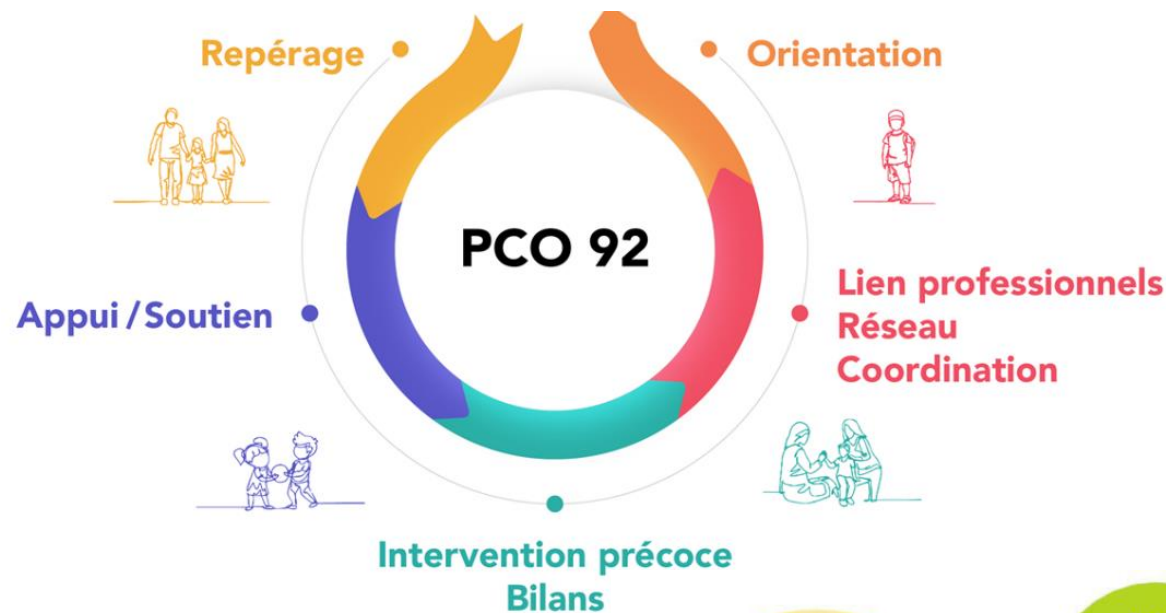 Repérage
Orientation
PCO 92
Appui / Soutien
Lien professionnels
Réseau
Coordination
Intervention précoce
Bilans